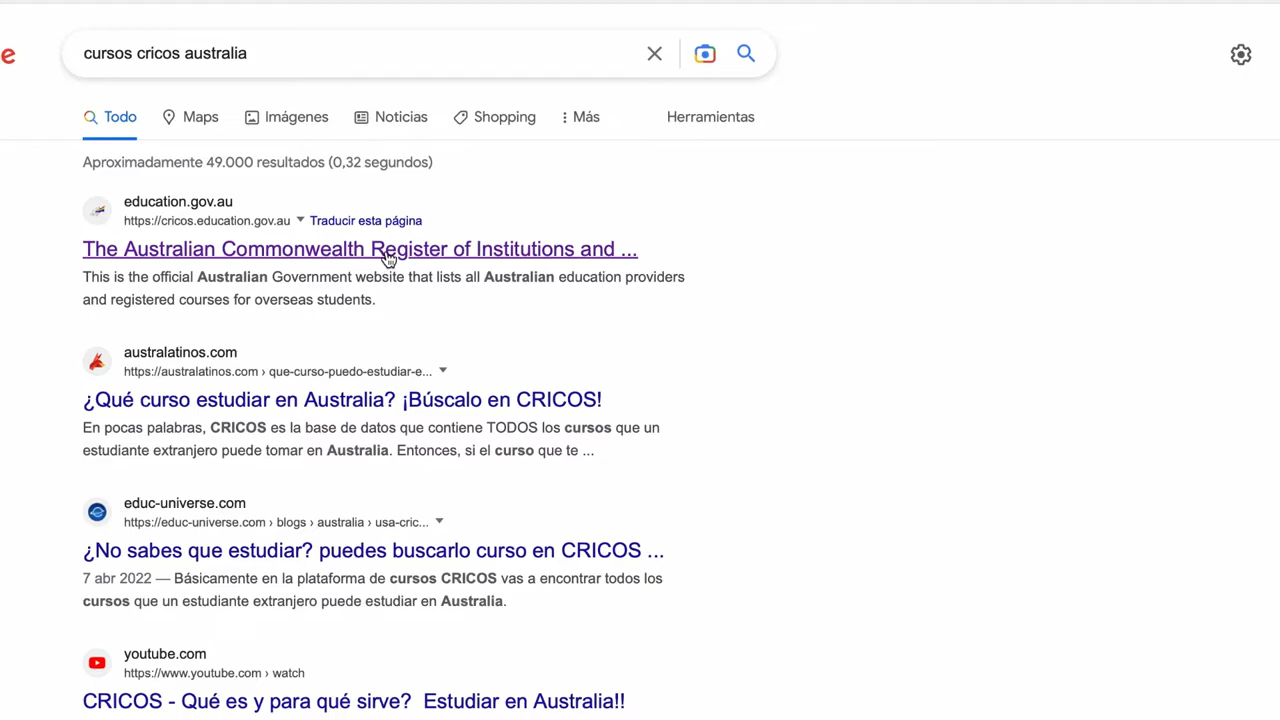 e
cursos cricos australia
Todo
Maps
Imágenes
Noticias
Shopping
Más
Herramientas
Aproximadamente 49.000 resultados (0,32 segundos)
education.gov.au
https://cricos.education.gov.au Traducir esta página
The Australian Commonwealth Register of Institutions and ...
This is the official Australian Government website that lists all Australian education providers
and registered courses for overseas students.
australatinos.com
https://australatinos.com › que-curso-puedo-estudiar-e...
¿Qué curso estudiar en Australia? ¡Búscalo en CRICOS!
En pocas palabras, CRICOS es la base de datos que contiene TODOS los cursos que un
estudiante extranjero puede tomar en Australia. Entonces, si el curso que te ...
educ-universe.com
https://educ-universe.com › blogs › australia › usa-cric...
¿No sabes que estudiar? puedes buscarlo curso en CRICOS ...
7 abr 2022 — Básicamente en la plataforma de cursos CRICOS vas a encontrar todos los
cursos que un estudiante extranjero puede estudiar en Australia.
youtube.com
https://www.youtube.com › watch
CRICOS - Qué es y para qué sirve? Estudiar en Australia!!